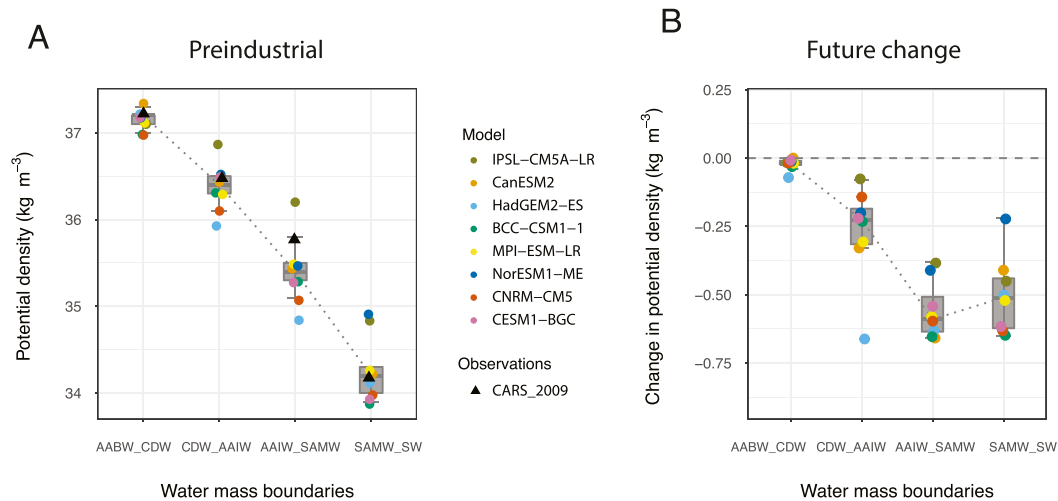 A
Preindustrial
Potential density (kg m−3)
37
36
35
34
AABW_CDW
CDW_AAIW
AAIW_SAMW
SAMW_SW
Water mass boundaries
Model
IPSL−CM5A−LR
CanESM2
HadGEM2−ES
BCC−CSM1−1
MPI−ESM−LR
NorESM1−ME
CNRM−CM5
CESM1−BGC
Observations
CARS_2009
B
Future change
Change in potential density (kg m−3)
0.25
0.00
−0.25
−0.50
−0.75
AABW_CDW
CDW_AAIW
AAIW_SAMW
SAMW_SW
Water mass boundaries